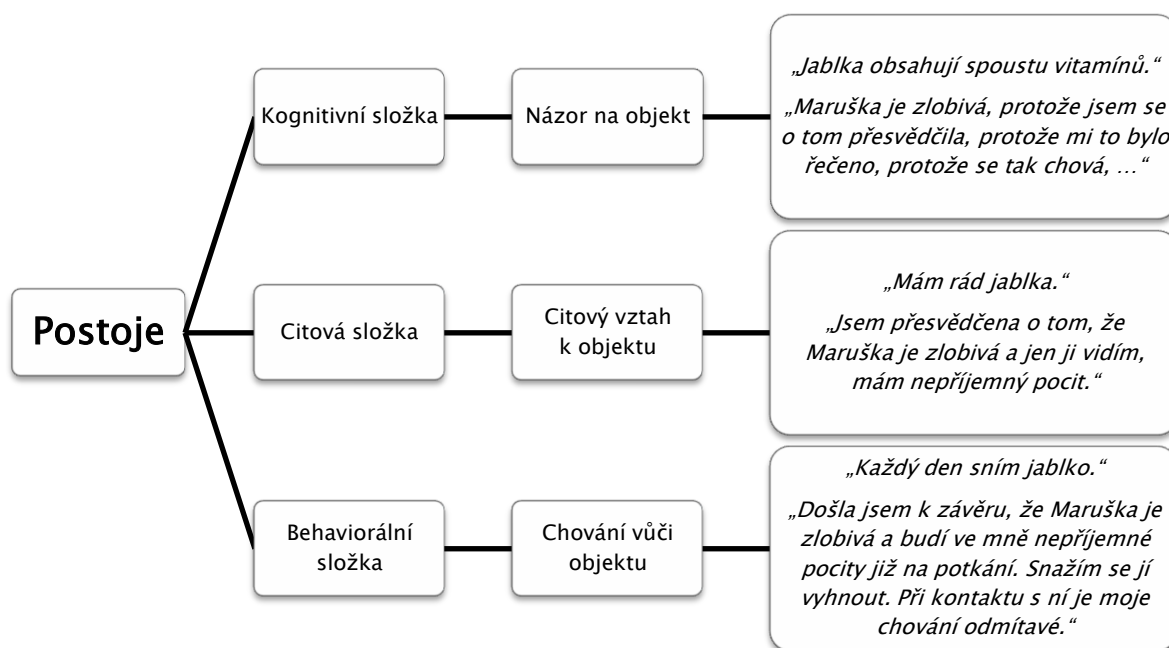 Postoje
Kognitivní složka
Názor na objekt
„Jablka obsahují spoustu vitamínů.“
„Maruška je zlobivá, protože jsem se
o tom přesvědčila, protože mi to bylo
řečeno, protože se tak chová, …“
Citová složka
Citový vztah
k objektu
„Mám rád jablka.“
„Jsem přesvědčena o tom, že
Maruška je zlobivá a jen ji vidím,
mám nepříjemný pocit.“
Behaviorální
složka
Chování vůči
objektu
„Každý den sním jablko.“
„Došla jsem k závěru, že Maruška je
zlobivá a budí ve mně nepříjemné
pocity již na potkání. Snažím se jí
vyhnout. Při kontaktu s ní je moje
chování odmítavé.“